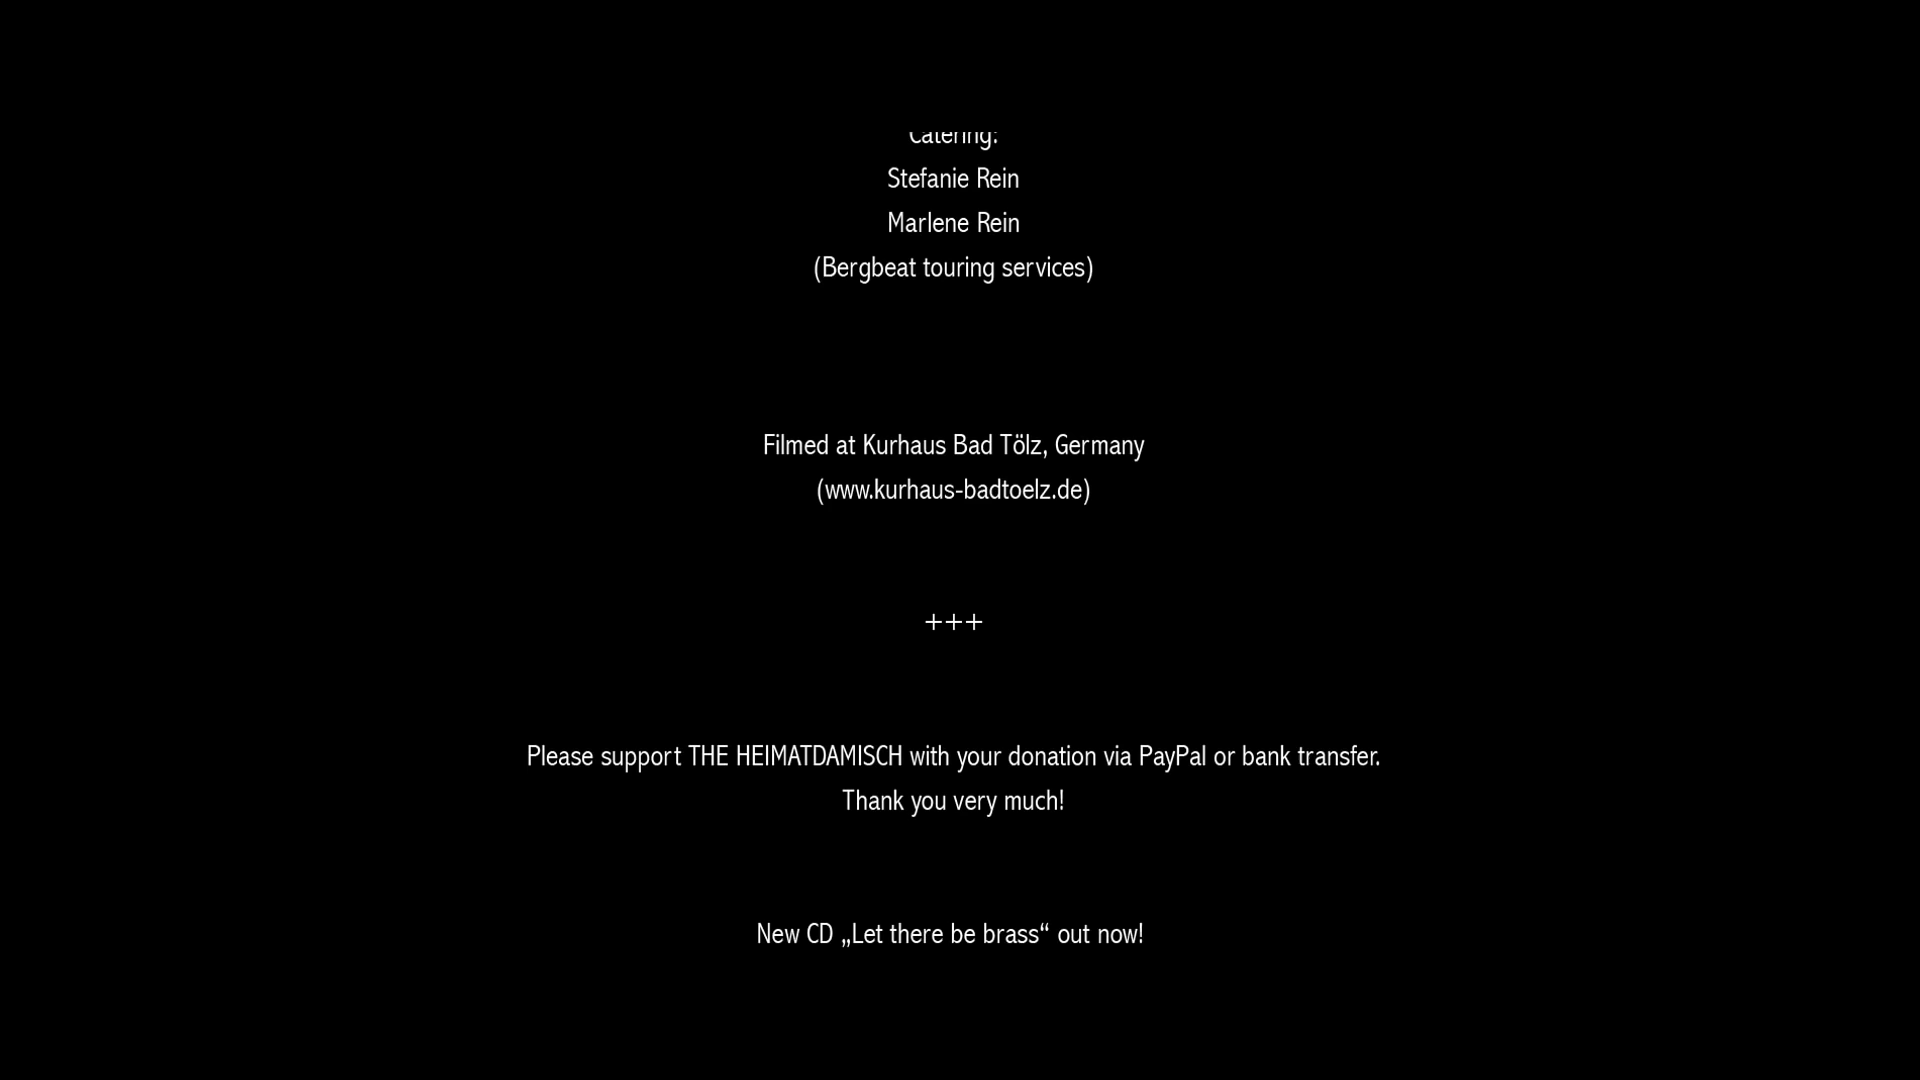 Catering:
Stefanie Rein
Marlene Rein
(Bergbeat touring services)
Filmed at Kurhaus Bad Tölz, Germany
(www.kurhaus-badtoelz.de)
+++
Please support THE HEIMATDAMISCH with your donation via PayPal or bank transfer.
Thank you very much!
New CD „Let there be brass“ out now!